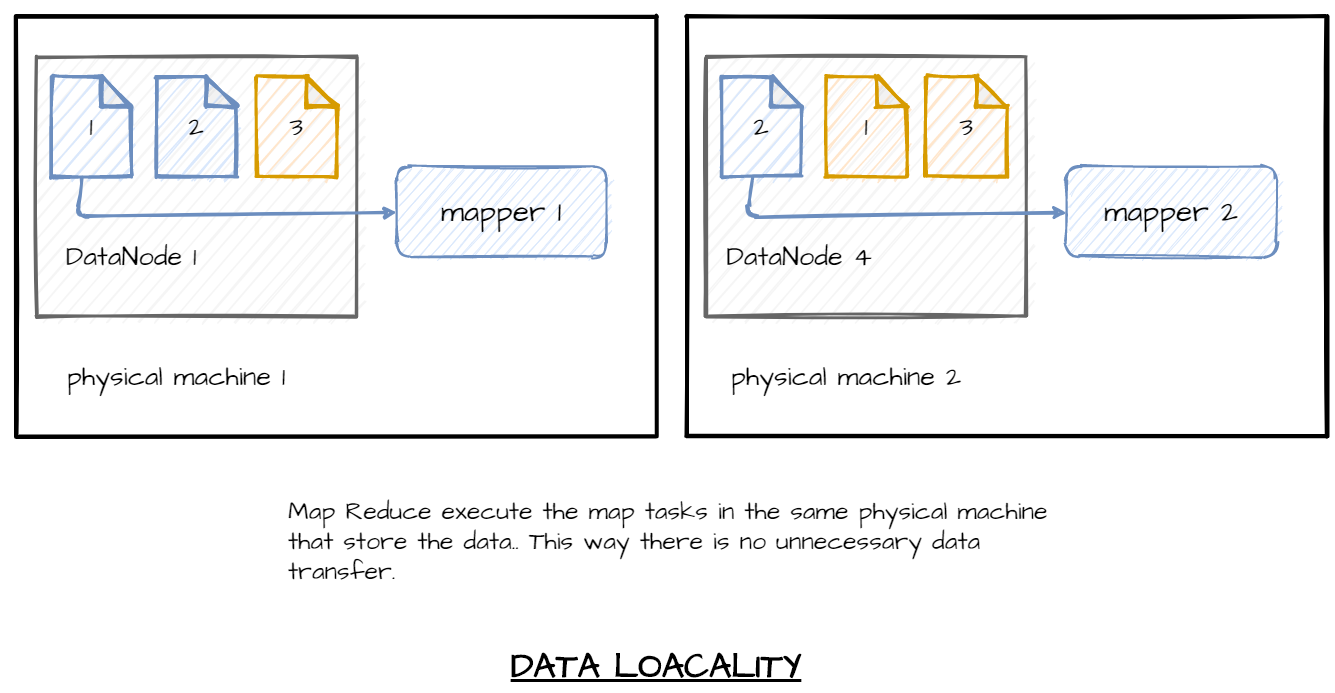 1 2 3
mapper 1
DataNode 1
physical machine 1
2 1 3
mapper 2
DataNode 4
physical machine 2
Map Reduce execute the map tasks in the same physical machine
that store the data.. This way there is no unnecessary data
transfer.
DATA LOACALITY